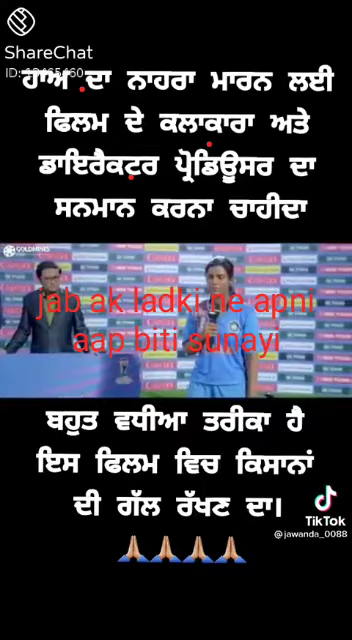 ShareChat
ਹਾਅ ਦਾ ਨਾਹਰਾ ਮਾਰਨ ਲਈ
ਫਿਲਮ ਦੇ ਕਲਾਕਾਰਾ ਅਤੇ
ਡਾਇਰੈਕਟਰ ਪ੍ਰੋਡਿਊਸਰ ਦਾ
ਸਨਮਾਨ ਕਰਨਾ ਚਾਹੀਦਾ
GOLDMINES
jab ak ladki ne apni
aap biti sunayi
ਬਹੁਤ ਵਧੀਆ ਤਰੀਕਾ ਹੈ
ਇਸ ਫਿਲਮ ਵਿਚ ਕਿਸਾਨਾਂ
ਦੀ ਗੱਲ ਰੱਖਣ ਦਾ।
TikTok
@jawanda_0088
🙏🙏🙏🙏